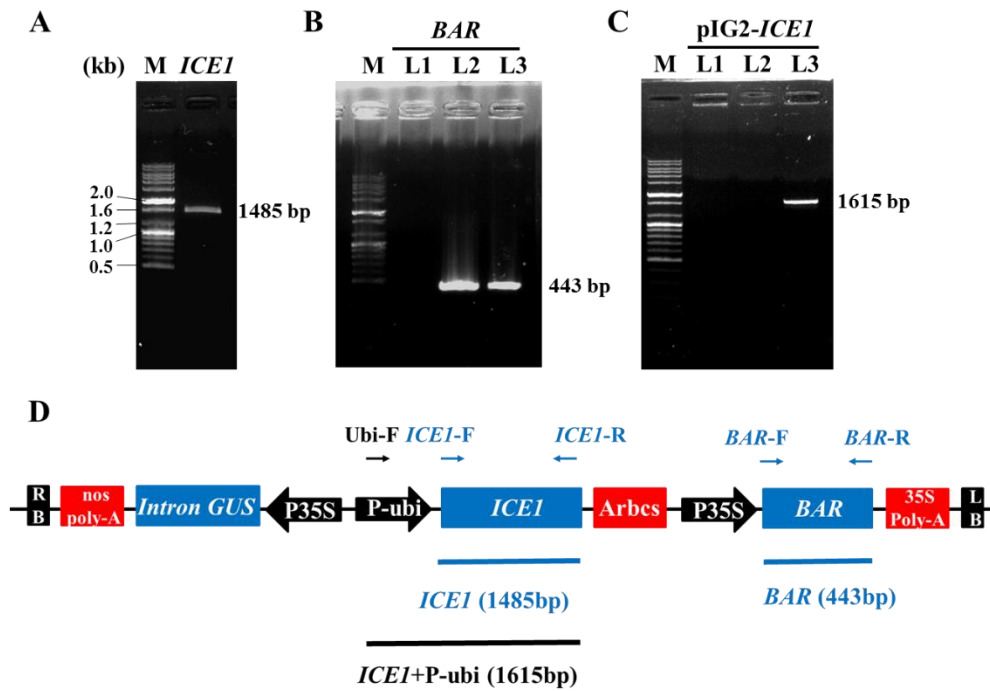 A
(kb) M ICE1
2.0
1.6
1.2
1.0
0.5
1485 bp
B
BAR
M L1 L2 L3
443 bp
C
pIG2-ICE1
M L1 L2 L3
1615 bp
D
Ubi-F ICE1-F ICE1-R BAR-F BAR-R
R B
nos poly-A
Intron GUS
P35S
P-ubi
ICE1
Arbcs
P35S
BAR
35S Poly-A
L B
ICE1 (1485bp)
BAR (443bp)
ICE1+P-ubi (1615bp)